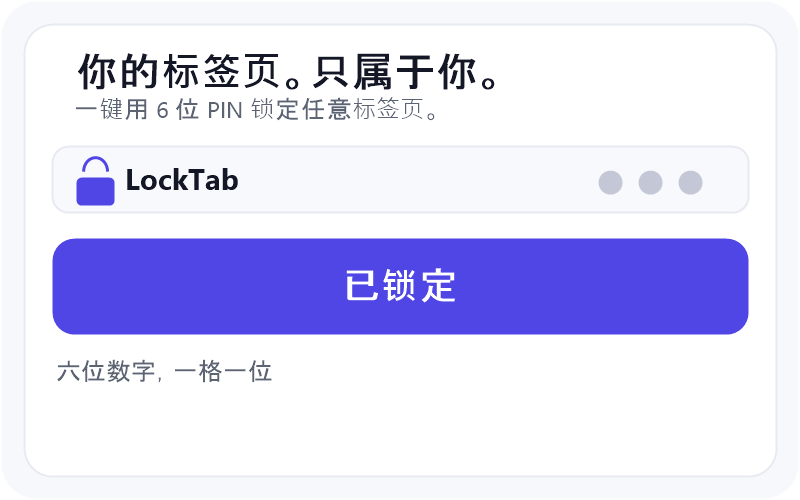 你的标签页。只属于你。
一键用 6 位 PIN 锁定任意标签页。
LockTab
已锁定
六位数字，一格一位